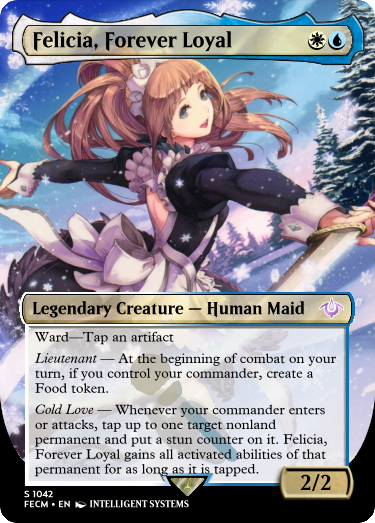 Felicia, Forever Loyal
Legendary Creature — Human Maid
Ward—Tap an artifact
Lieutenant — At the beginning of combat on your
turn, if you control your commander, create a
Food token.
Cold Love — Whenever your commander enters
or attacks, tap up to one target nonland
permanent and put a stun counter on it. Felicia,
Forever Loyal gains all activated abilities of that
permanent for as long as it is tapped.
2/2
S 1042
FECM • EN INTELLIGENT SYSTEMS